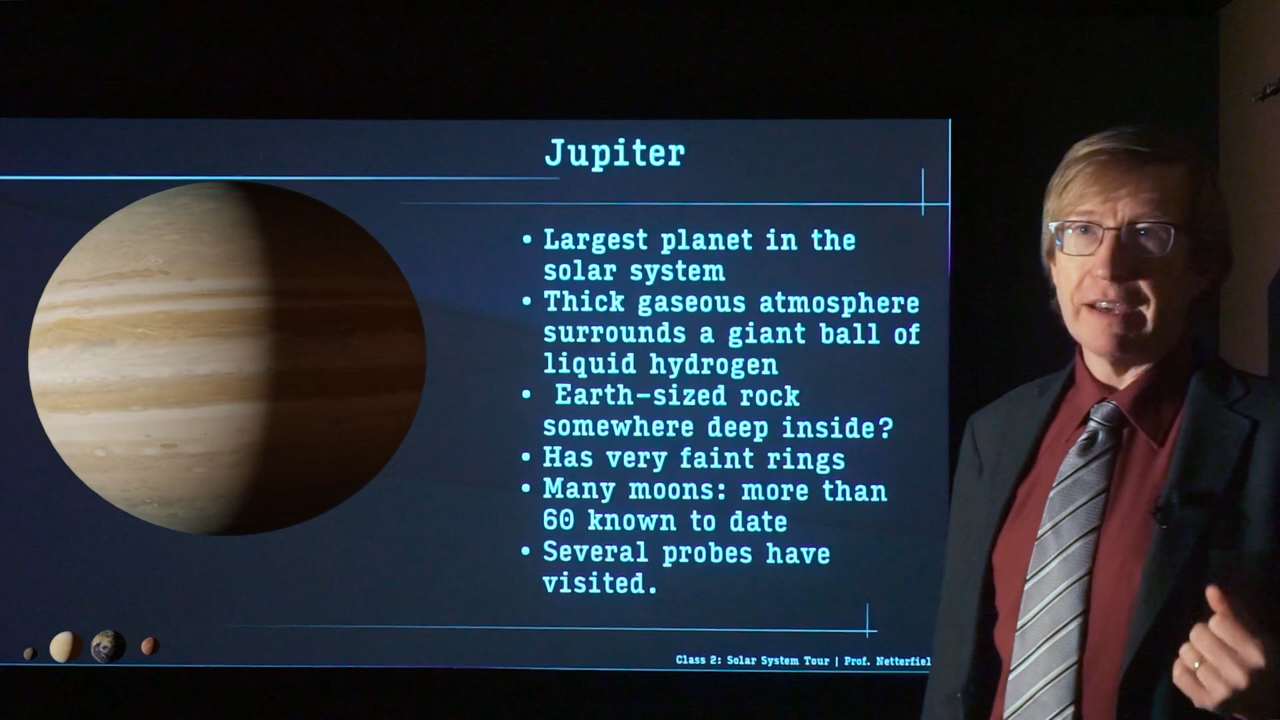 Jupiter
• Largest planet in the
solar system
• Thick gaseous atmosphere
surrounds a giant ball of
liquid hydrogen
• Earth-sized rock
somewhere deep inside?
• Has very faint rings
• Many moons: more than
60 known to date
• Several probes have
visited.
Class 2: Solar System Tour | Prof. Netterfiel